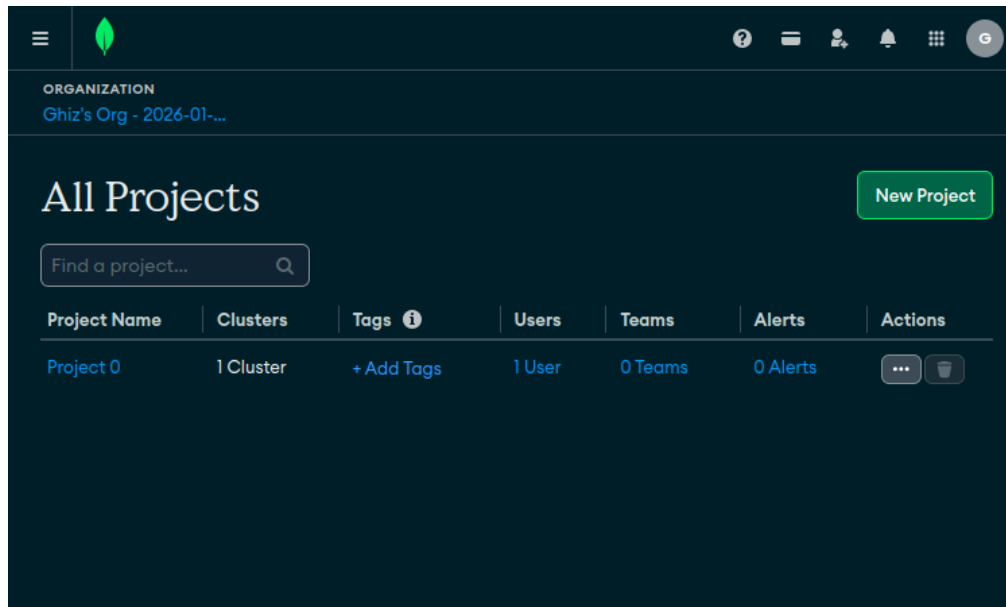 G
ORGANIZATION
Ghiz's Org - 2026-01-...
All Projects
New Project
Find a project...
Project Name Clusters Tags Users Teams Alerts Actions
Project 0 1 Cluster + Add Tags 1 User 0 Teams 0 Alerts